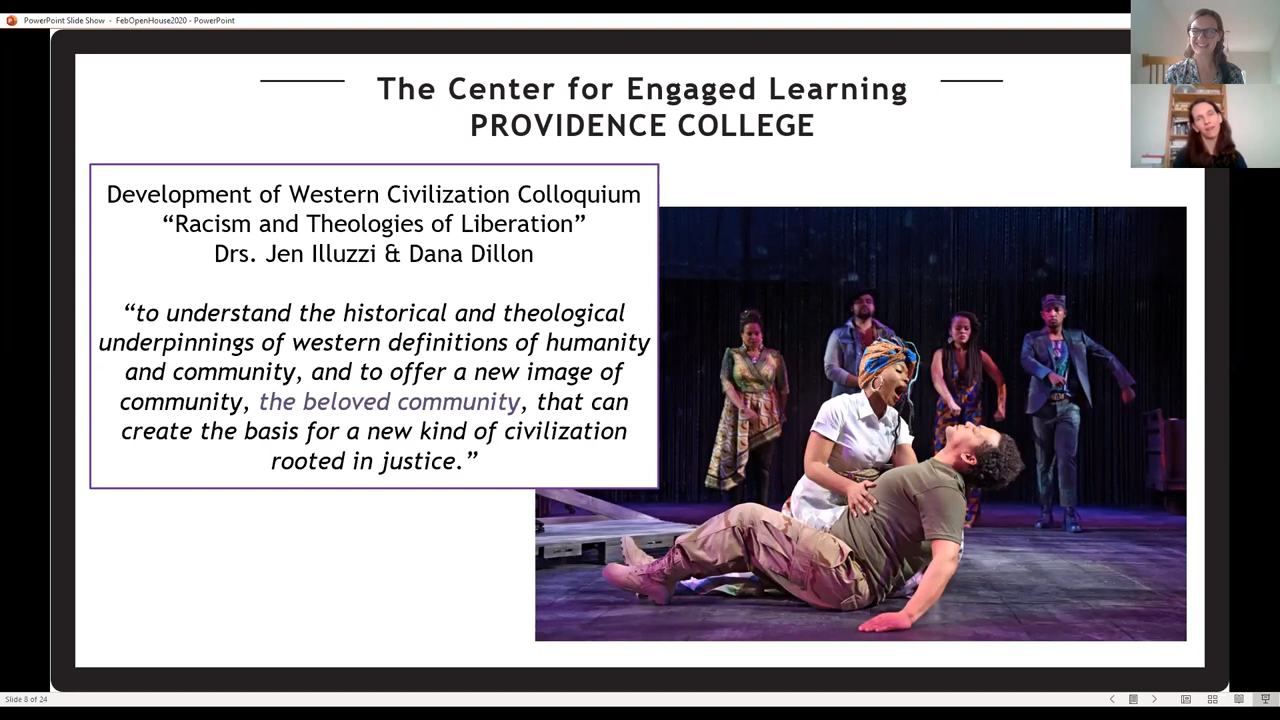 PowerPoint Slide Show - FebOpenHouse2020 - PowerPoint
The Center for Engaged Learning
PROVIDENCE COLLEGE
Development of Western Civilization Colloquium
“Racism and Theologies of Liberation”
Drs. Jen Illuzzi & Dana Dillon
“to understand the historical and theological
underpinnings of western definitions of humanity
and community, and to offer a new image of
community, the beloved community, that can
create the basis for a new kind of civilization
rooted in justice.”
Slide 8 of 24